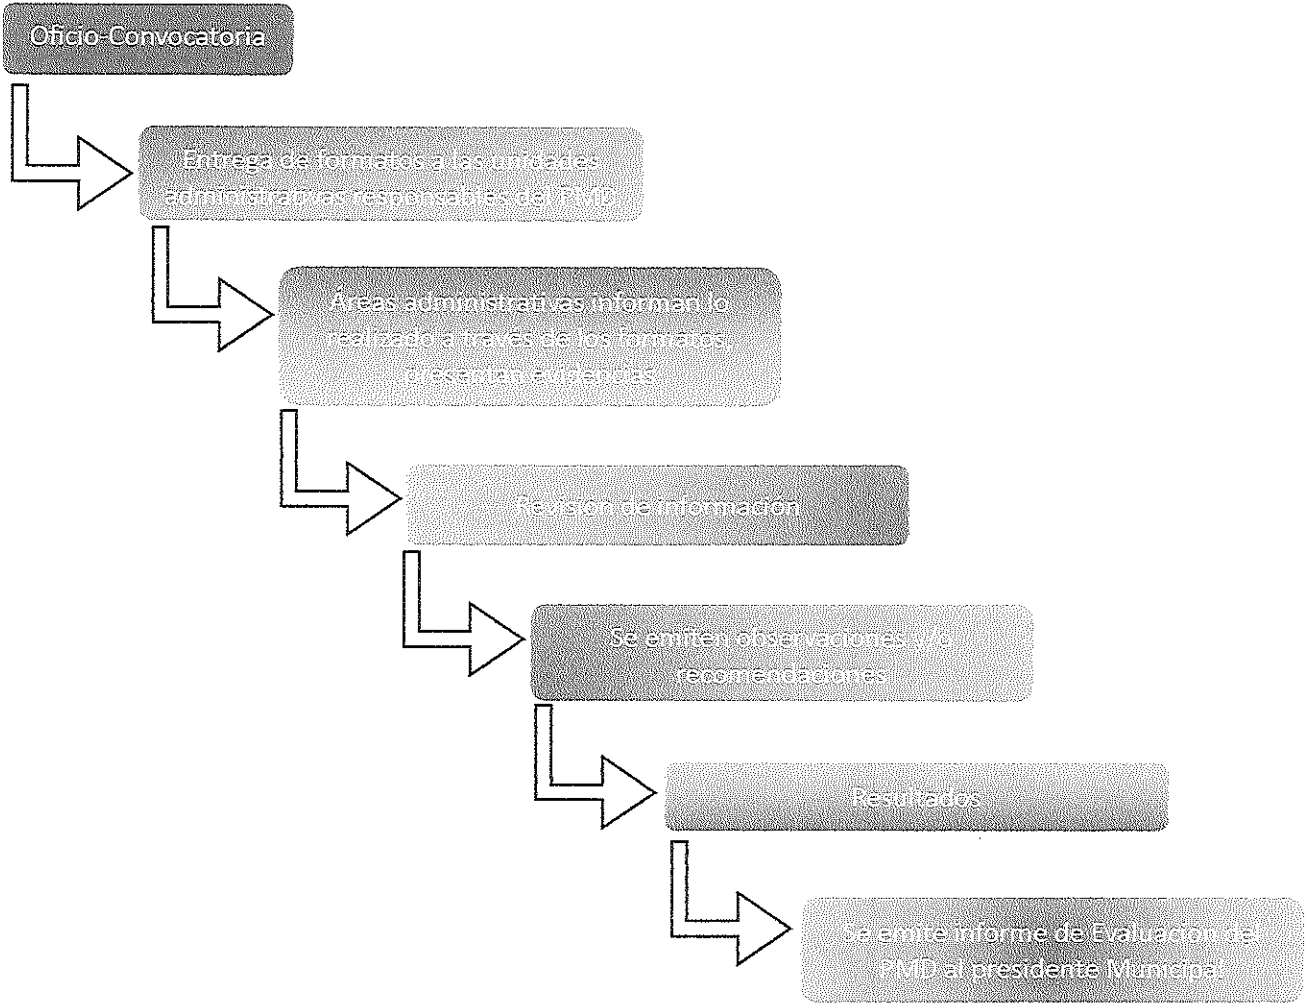 Oficio-Convocatoria
Entrega de formatos a las unidades
administrativas responsables del PMD
Áreas administrativas informan lo
realizado a través de los formatos,
presentan evidencias
Revisión de información
Se emiten observaciones y/o
recomendaciones
Resultados
Se emite informe de Evaluación del
PMD al presidente Municipal